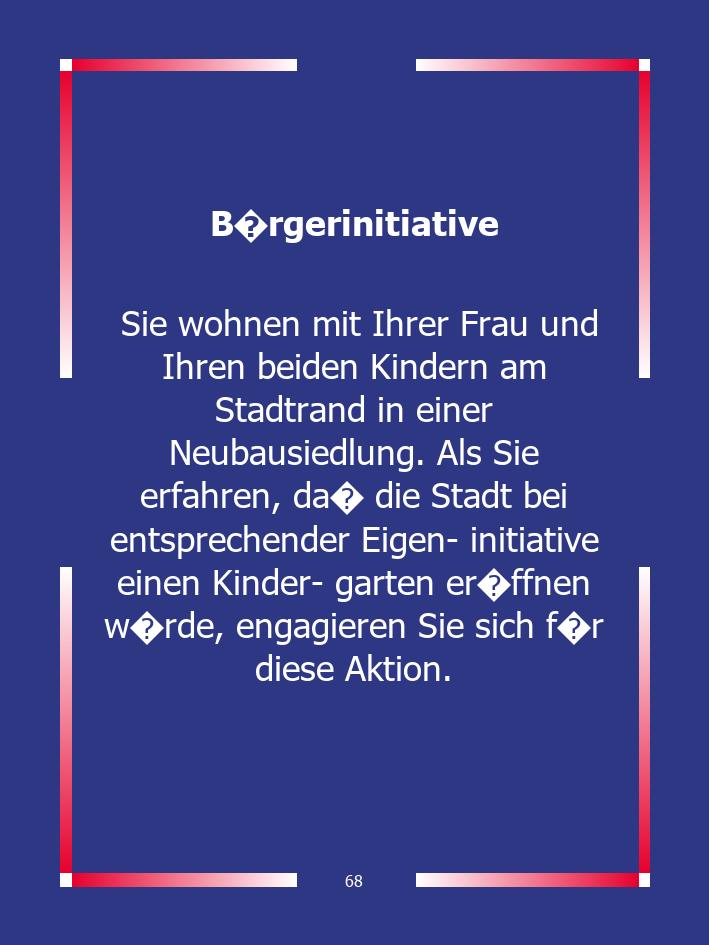 B�rgerinitiative
Sie wohnen mit Ihrer Frau und
Ihren beiden Kindern am
Stadtrand in einer
Neubausiedlung. Als Sie
erfahren, da� die Stadt bei
entsprechender Eigen- initiative
einen Kinder- garten er�ffnen
w�rde, engagieren Sie sich f�r
diese Aktion.
68